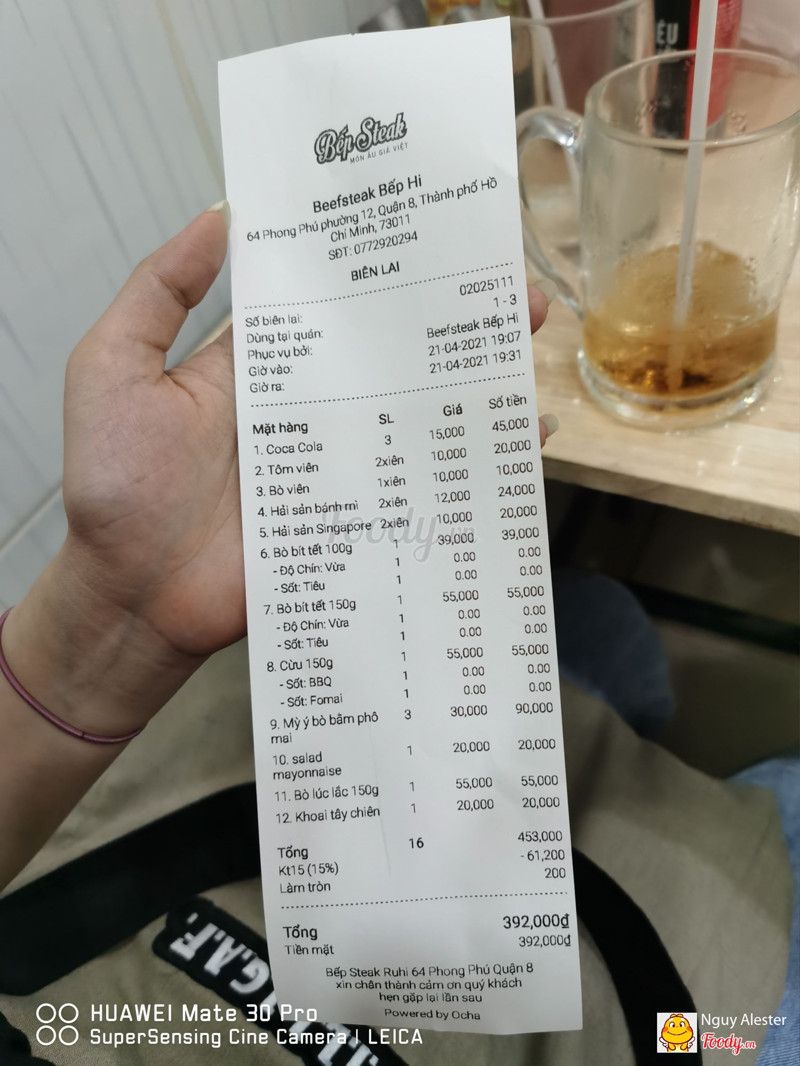 Bếp Steak
MÓN ÂU GIÁ VIỆT
Beefsteak Bếp Hi
64 Phong Phú phường 12, Quận 8, Thành phố Hồ
Chí Minh, 73011
SĐT: 0772920294
BIÊN LAI
Số biên lai: 02025111
Dùng tại quán: 1 - 3
Phục vụ bởi: Beefsteak Bếp Hi
Giờ vào: 21-04-2021 19:07
Giờ ra: 21-04-2021 19:31
Mặt hàng SL Giá Số tiền
1. Coca Cola 3 15,000 45,000
2. Tôm viên 2xiên 10,000 20,000
3. Bò viên 1xiên 10,000 10,000
4. Hải sản bánh mì 2xiên 12,000 24,000
5. Hải sản Singapore 2xiên 10,000 20,000
6. Bò bít tết 100g 1 39,000 39,000
- Độ Chín: Vừa 1 0.00 0.00
- Sốt: Tiêu 1 0.00 0.00
7. Bò bít tết 150g 1 55,000 55,000
- Độ Chín: Vừa 1 0.00 0.00
- Sốt: Tiêu 1 0.00 0.00
8. Cừu 150g 1 55,000 55,000
- Sốt: BBQ 1 0.00 0.00
- Sốt: Fomai 1 0.00 0.00
9. Mỳ ý bò bằm phô 3 30,000 90,000
mai
10. salad 1 20,000 20,000
mayonnaise
11. Bò lúc lắc 150g 1 55,000 55,000
12. Khoai tây chiên 1 20,000 20,000
Tổng 16 453,000
Kt15 (15%) - 61,200
Làm tròn 200
Tổng 392,000₫
Tiền mặt 392,000₫
Bếp Steak Ruhi 64 Phong Phú Quận 8
xin chân thành cảm ơn quý khách
hẹn gặp lại lần sau
Powered by Ocha
Foody.vn
HUAWEI Mate 30 Pro
SuperSensing Cine Camera | LEICA
Nguy Alester
Foody.vn